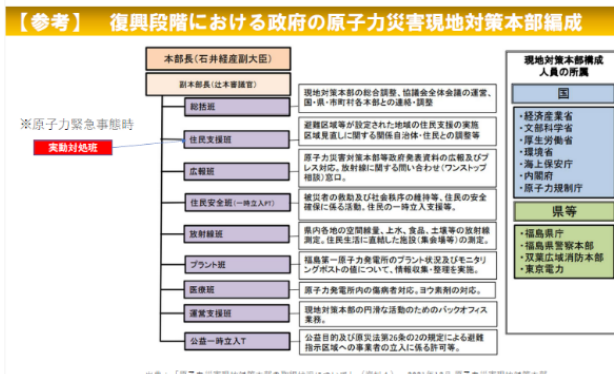 【参考】 復興段階における政府の原子力災害現地対策本部編成
本部長(石井経産副大臣)
副本部長(辻本審議官)
※原子力緊急事態時
実動対処班
総括班
現地対策本部の総合調整、協議会全体会議の運営、
国・県・市町村各本部との連絡・調整
住民支援班
避難区域等が設定された地域の住民支援の実施
区域見直しに関する関係自治体・住民との調整等
広報班
原子力災害対策本部等政府発表資料の広報及びプ
レス対応。放射線に関する問い合わせ(ワンストップ
相談)窓口。
住民安全班(一時立入PT)
被災者の救助及び社会秩序の維持等、住民の安全
確保に係る活動、住民の一時立入支援等。
放射線班
県内各地の空間線量、上水、食品、土壌等の放射線
測定。住民生活に直結した施設(集会場等)の測定。
プラント班
福島第一原子力発電所のプラント状況及びモニタリ
ングポストの値について、情報収集・整理を実施。
医療班
原子力発電所内の傷病者対応。ヨウ素剤の対応。
運営支援班
現地対策本部の円滑な活動のためのバックオフィス
業務。
公益一時立入T
公益目的及び原災法第26条の2の規定による避難
指示区域への事業者の立入に係る許可等。
現地対策本部構成
人員の所属
国
・経済産業省
・文部科学省
・厚生労働省
・環境省
・海上保安庁
・内閣府
・原子力規制庁
県等
・福島県庁
・福島県警察本部
・双葉広域消防本部
・東京電力